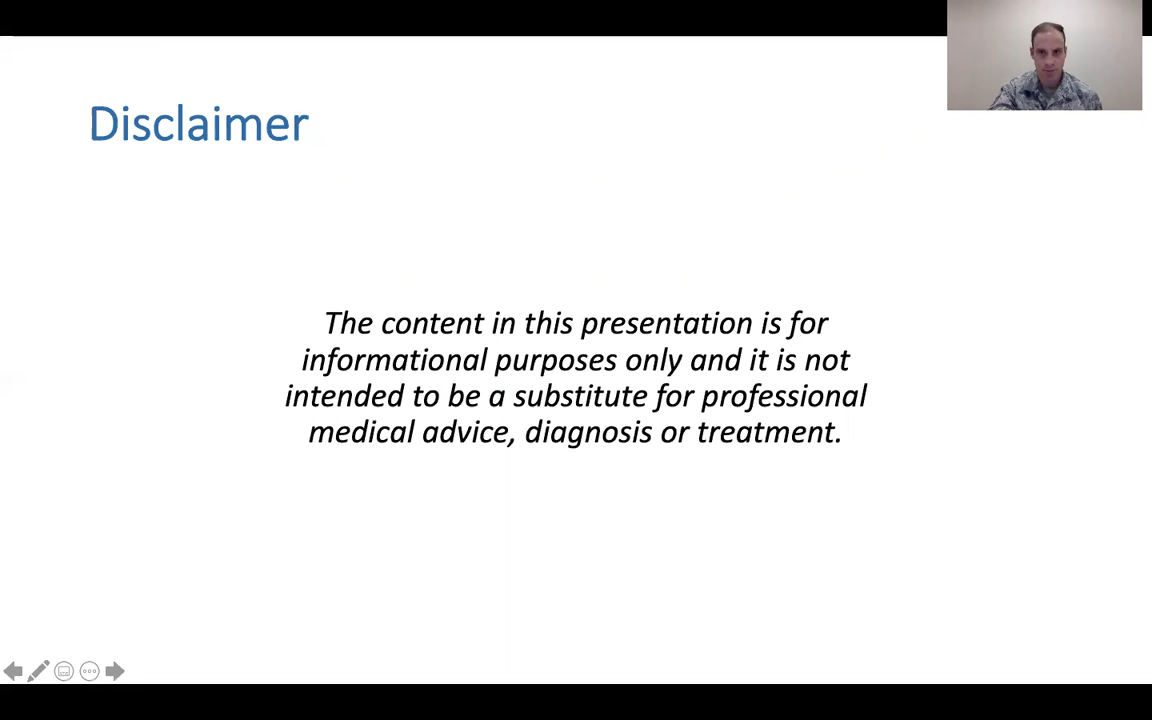 Disclaimer
The content in this presentation is for
informational purposes only and it is not
intended to be a substitute for professional
medical advice, diagnosis or treatment.